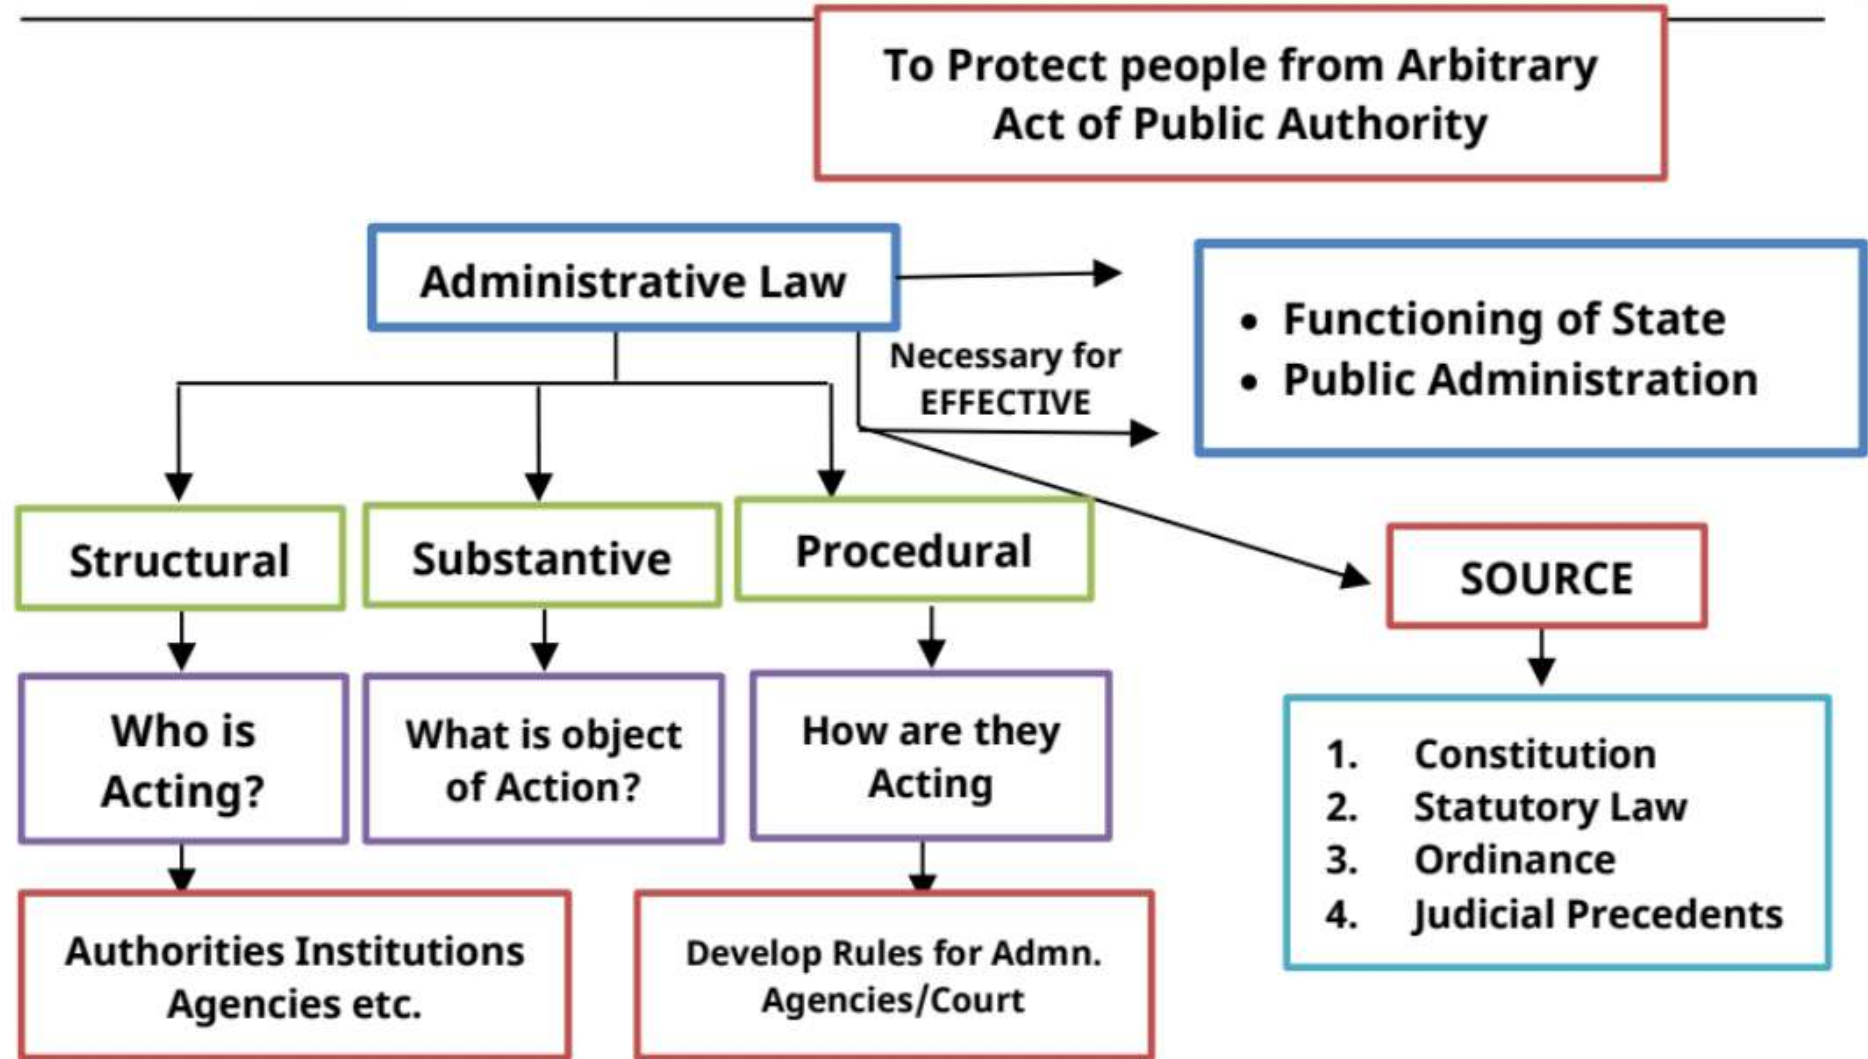 To Protect people from Arbitrary
Act of Public Authority
Administrative Law
Necessary for
EFFECTIVE
• Functioning of State
• Public Administration
Structural
Substantive
Procedural
SOURCE
Who is
Acting?
What is object
of Action?
How are they
Acting
1. Constitution
2. Statutory Law
3. Ordinance
4. Judicial Precedents
Authorities Institutions
Agencies etc.
Develop Rules for Admn.
Agencies/Court